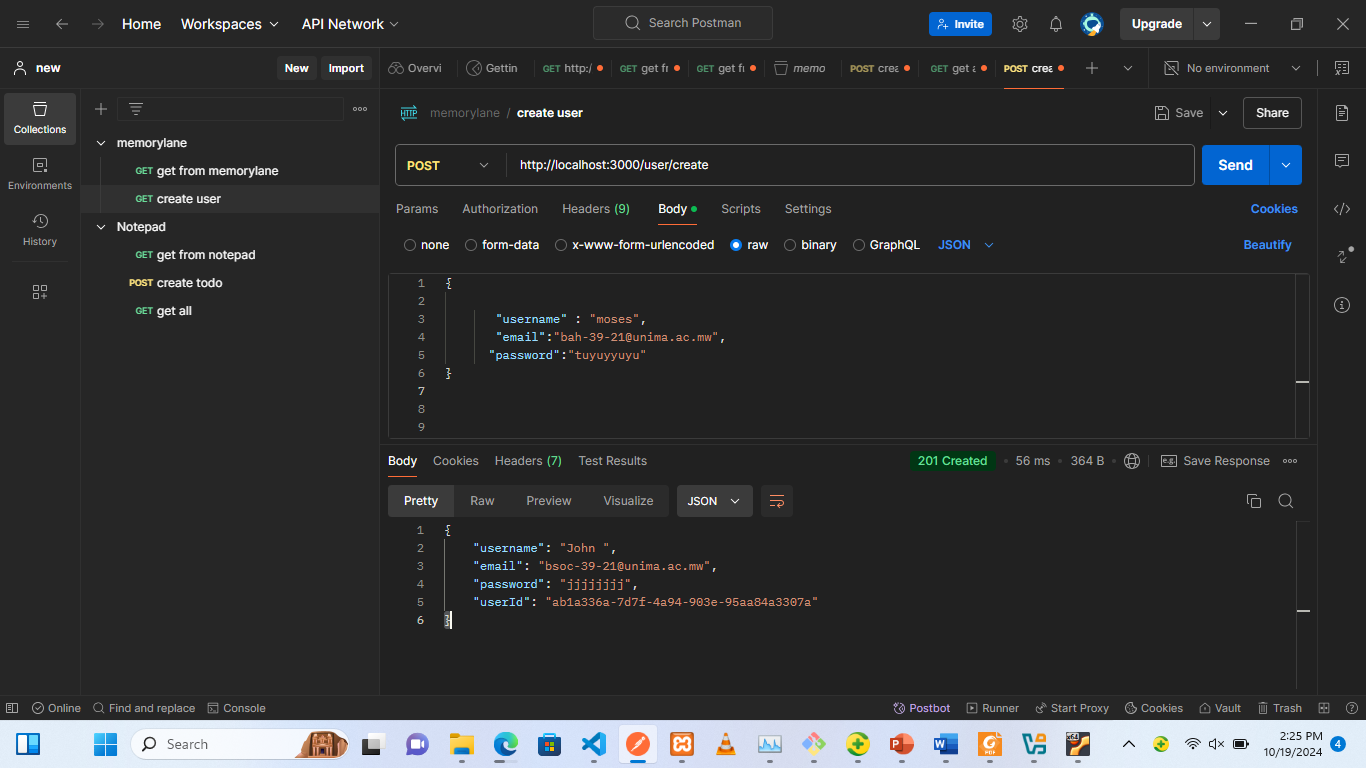 Home Workspaces API Network Search Postman Invite Upgrade
new New Import Overvi Gettin GET http:/ GET get fr GET get fr memo POST crea GET get a POST crea No environment
Collections
Environments
History
memorylane
GET get from memorylane
GET create user
Notepad
GET get from notepad
POST create todo
GET get all
HTTP memorylane / create user Save Share
POST http://localhost:3000/user/create Send
Params Authorization Headers (9) Body Scripts Settings Cookies
none form-data x-www-form-urlencoded raw binary GraphQL JSON Beautify
1 {
2
3 "username" : "moses",
4 "email":"bah-39-21@unima.ac.mw",
5 "password":"tuyuyyuyu"
6 }
7
8
9
Body Cookies Headers (7) Test Results 201 Created 56 ms 364 B e.g. Save Response
Pretty Raw Preview Visualize JSON
1 {
2 "username": "John ",
3 "email": "bsoc-39-21@unima.ac.mw",
4 "password": "jjjjjjjj",
5 "userId": "ab1a336a-7d7f-4a94-903e-95aa84a3307a"
6 }
Online Find and replace Console Postbot Runner Start Proxy Cookies Vault Trash
Search 2:25 PM
10/19/2024 4